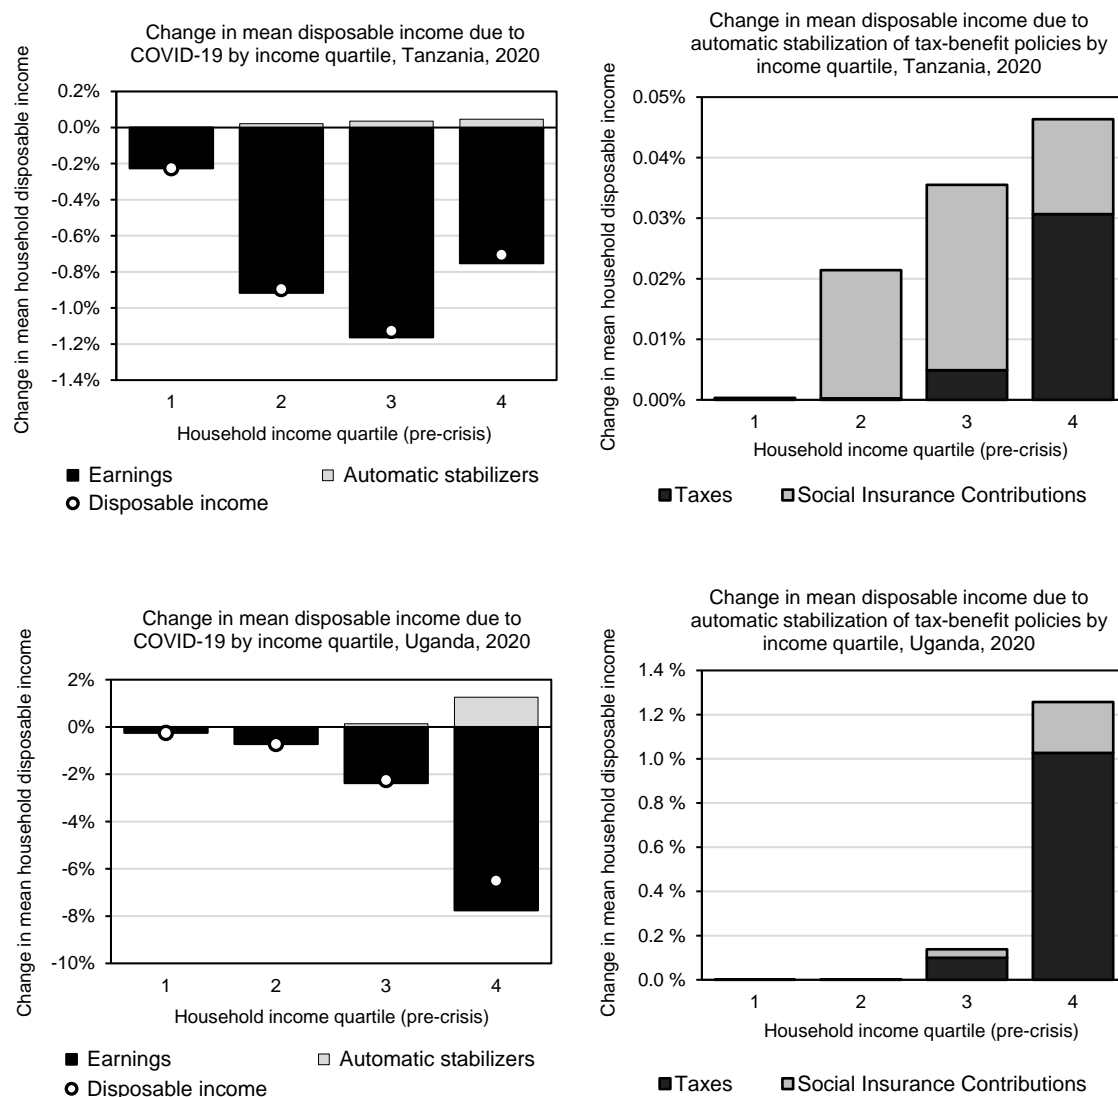 Change in mean disposable income due to
COVID-19 by income quartile, Tanzania, 2020
Change in mean household disposable income
0.2%
0.0%
-0.2%
-0.4%
-0.6%
-0.8%
-1.0%
-1.2%
-1.4%
1 2 3 4
Household income quartile (pre-crisis)
Earnings Automatic stabilizers
Disposable income
Change in mean disposable income due to
automatic stabilization of tax-benefit policies by
income quartile, Tanzania, 2020
Change in mean household disposable income
0.05%
0.04%
0.03%
0.02%
0.01%
0.00%
1 2 3 4
Household income quartile (pre-crisis)
Taxes Social Insurance Contributions
Change in mean disposable income due to
COVID-19 by income quartile, Uganda, 2020
Change in mean household disposable income
2%
0%
-2%
-4%
-6%
-8%
-10%
1 2 3 4
Household income quartile (pre-crisis)
Earnings Automatic stabilizers
Disposable income
Change in mean disposable income due to
automatic stabilization of tax-benefit policies by
income quartile, Uganda, 2020
Change in mean household disposable income
1.4 %
1.2 %
1.0 %
0.8 %
0.6 %
0.4 %
0.2 %
0.0 %
1 2 3 4
Household income quartile (pre-crisis)
Taxes Social Insurance Contributions